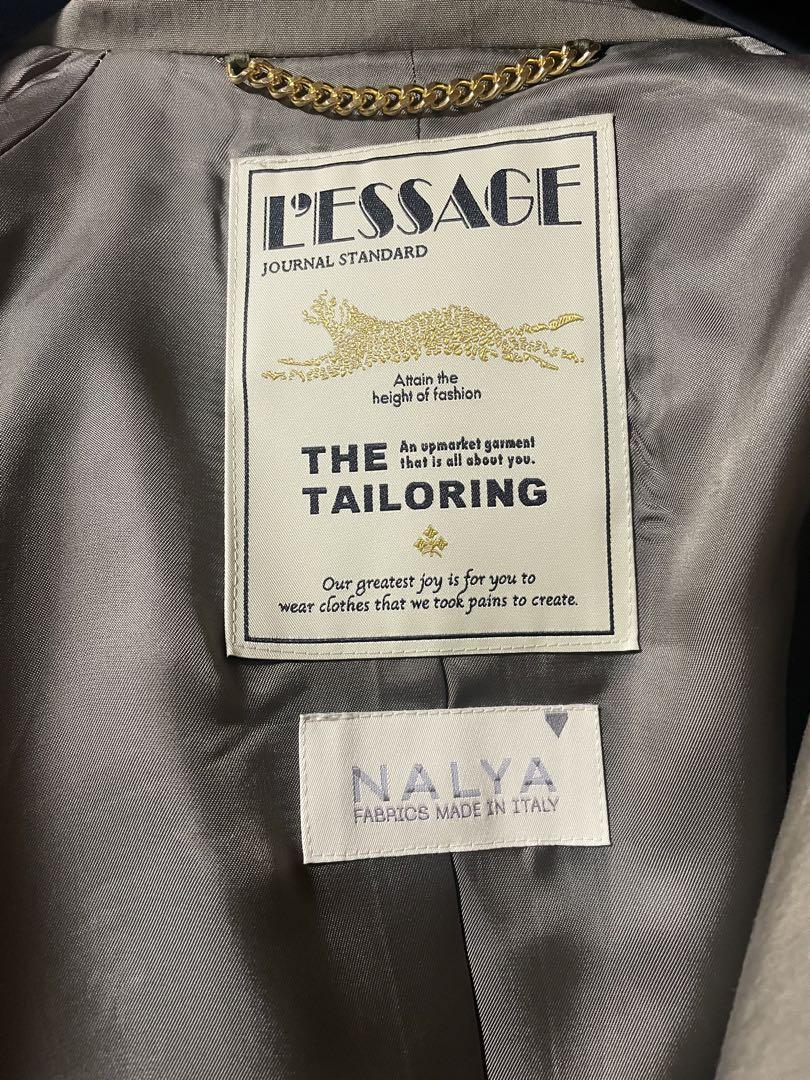 L'ESSAGE
JOURNAL STANDARD
Attain the
height of fashion
THE An upmarket garment
that is all about you.
TAILORING
Our greatest joy is for you to
wear clothes that we took pains to create.
NALYA
FABRICS MADE IN ITALY